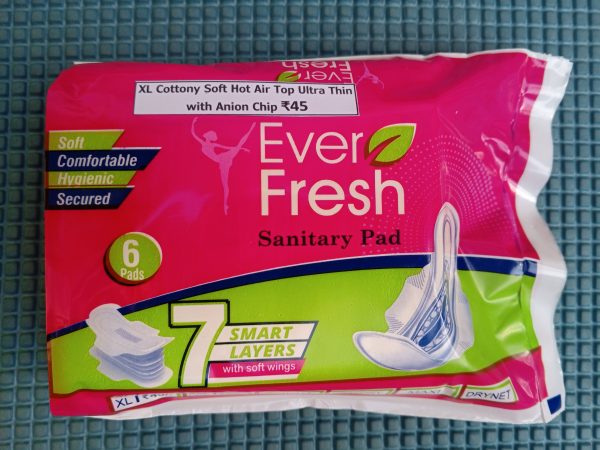 Ever
Fresh
XL Cottony Soft Hot Air Top Ultra Thin
with Anion Chip ₹45
Soft
Comfortable
Hygienic
Secured
Ever
Fresh
Sanitary Pad
6
Pads
7 SMART
LAYERS
with soft wings
XL
DRYNET